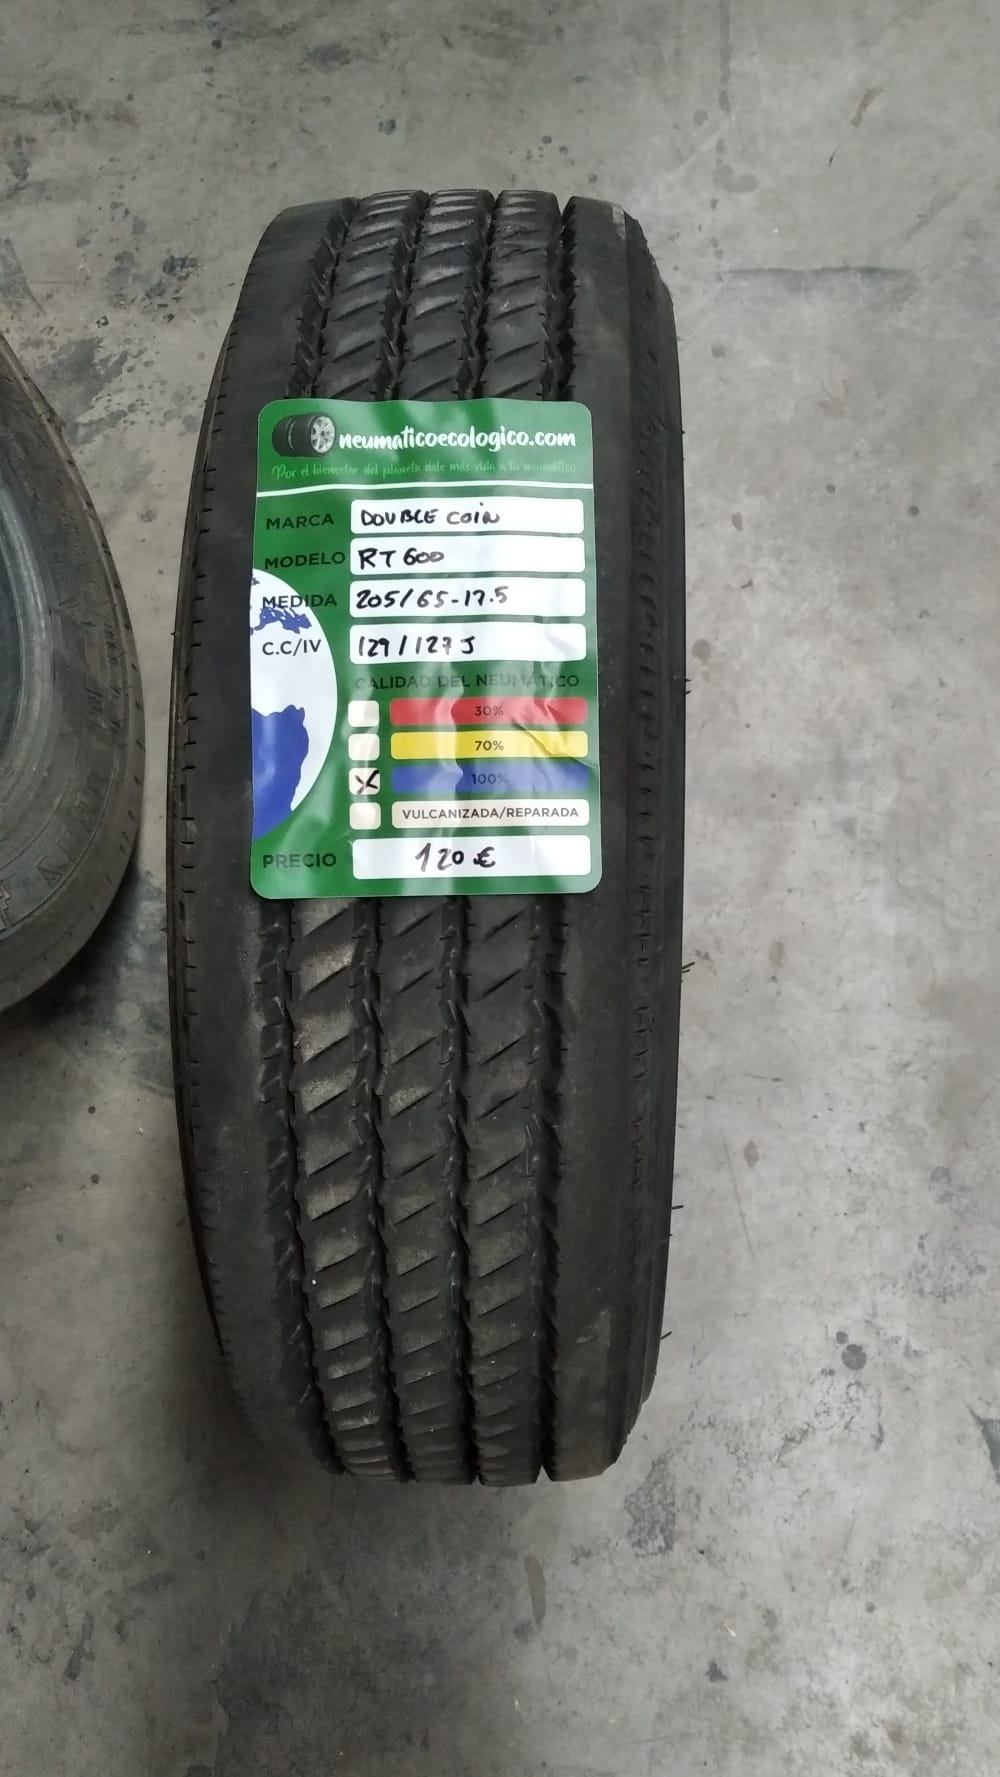 neumaticoecologico.com
Por el bienestar del planeta dale más vida a tu neumático
MARCA DOUBLE COIN
MODELO RT 600
MEDIDA 205/65-17.5
C.C/IV 129/127 J
CALIDAD DEL NEUMÁTICO
30%
70%
X 100%
VULCANIZADA/REPARADA
PRECIO 120 €